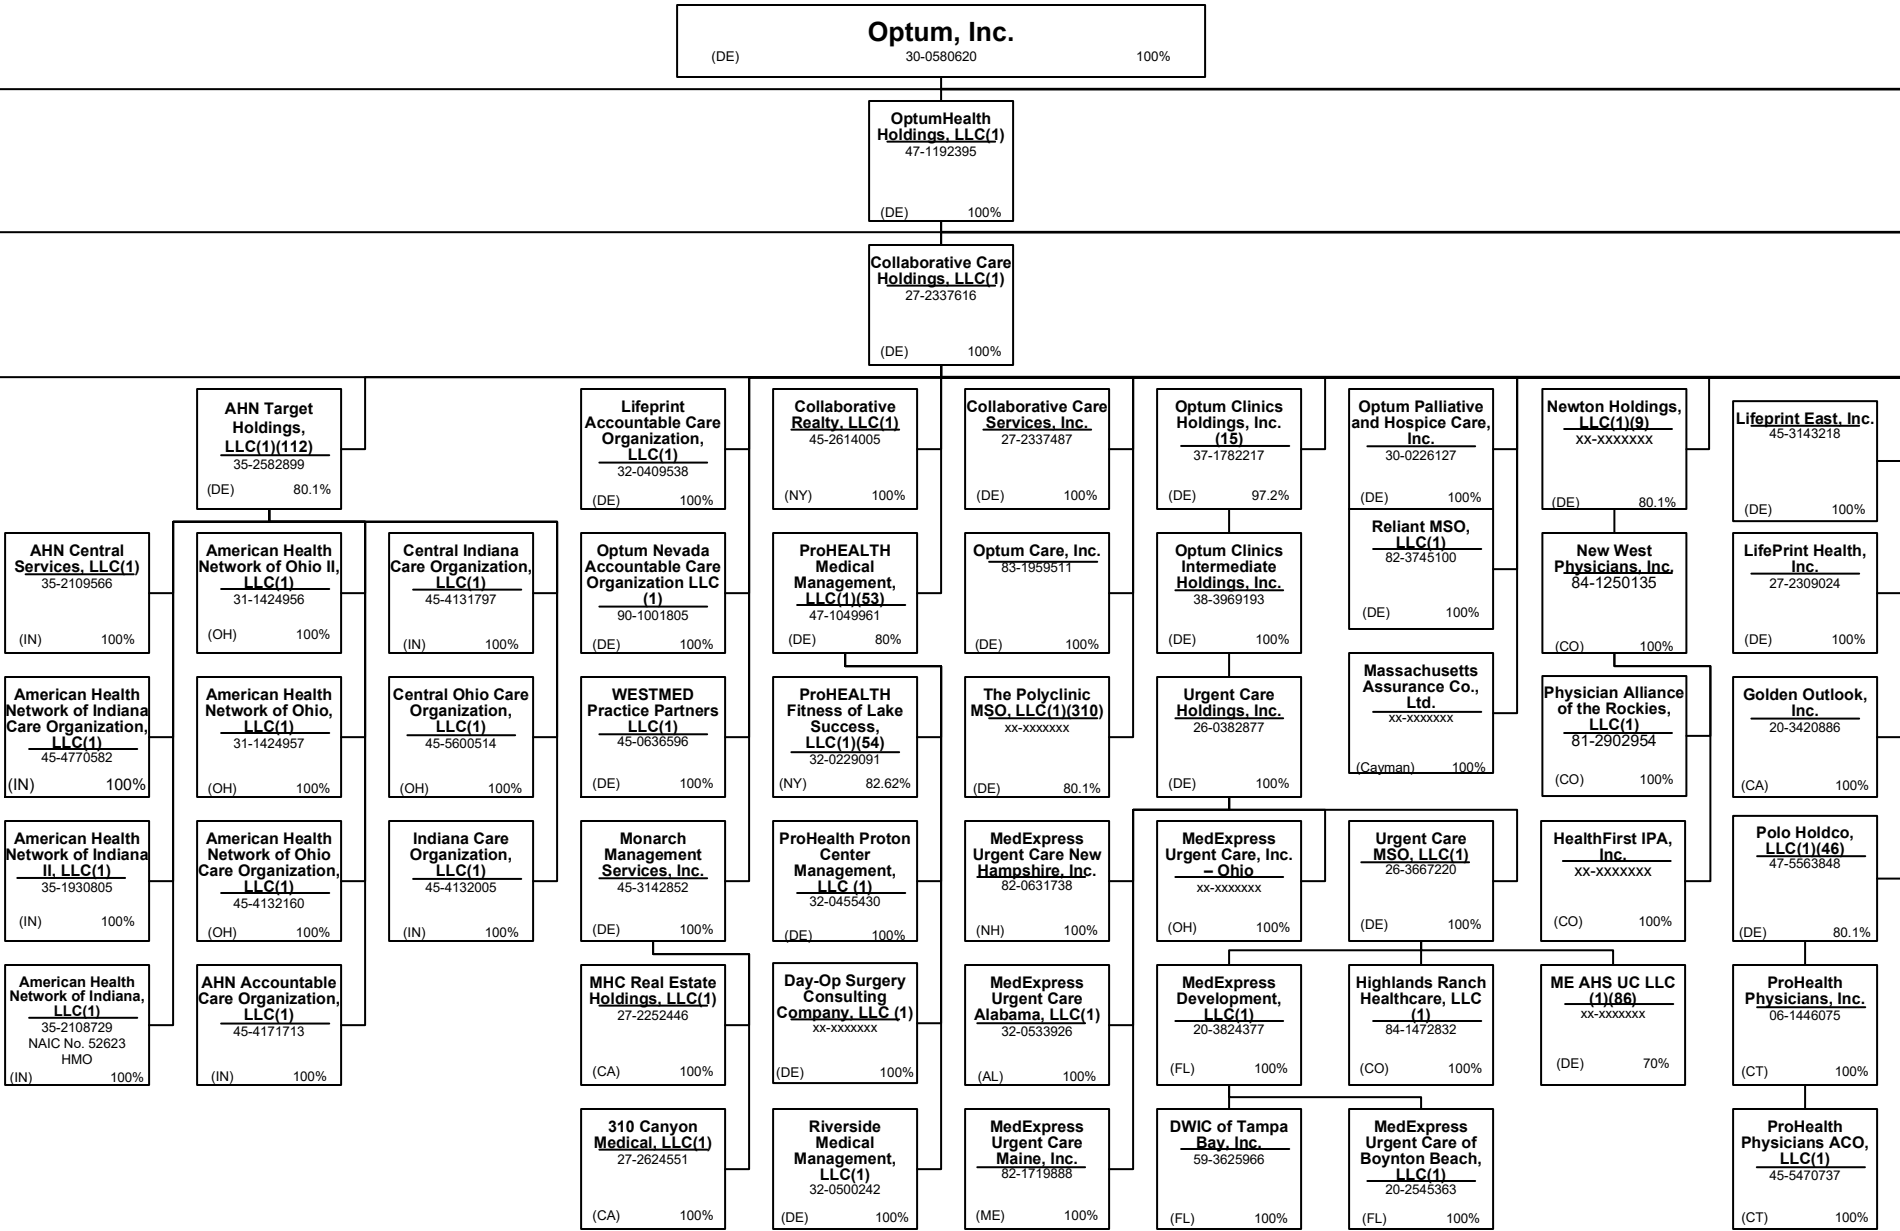 Optum, Inc.
(DE) 30-0580620 100%
OptumHealth
Holdings, LLC(1)
47-1192395
(DE) 100%
Collaborative Care
Holdings, LLC(1)
27-2337616
(DE) 100%
AHN Target
Holdings,
LLC(1)(112)
35-2582899
(DE) 80.1%
Lifeprint
Accountable Care
Organization,
LLC(1)
32-0409538
(DE) 100%
Collaborative
Realty, LLC(1)
45-2614005
(NY) 100%
Collaborative Care
Services, Inc.
27-2337487
(DE) 100%
Optum Clinics
Holdings, Inc.
(15)
37-1782217
(DE) 97.2%
Optum Palliative
and Hospice Care,
Inc.
30-0226127
(DE) 100%
Newton Holdings,
LLC(1)(9)
xx-xxxxxxx
(DE) 80.1%
Lifeprint East, Inc.
45-3143218
(DE) 100%
AHN Central
Services, LLC(1)
35-2109566
(IN) 100%
American Health
Network of Ohio II,
LLC(1)
31-1424956
(OH) 100%
Central Indiana
Care Organization,
LLC(1)
45-4131797
(IN) 100%
Optum Nevada
Accountable Care
Organization LLC
(1)
90-1001805
(DE) 100%
ProHEALTH
Medical
Management,
LLC(1)(53)
47-1049961
(DE) 80%
Optum Care, Inc.
83-1959511
(DE) 100%
Optum Clinics
Intermediate
Holdings, Inc.
38-3969193
(DE) 100%
Reliant MSO,
LLC(1)
82-3745100
(DE) 100%
New West
Physicians, Inc.
84-1250135
(CO) 100%
LifePrint Health,
Inc.
27-2309024
(DE) 100%
American Health
Network of Indiana
Care Organization,
LLC(1)
45-4770582
(IN) 100%
American Health
Network of Ohio,
LLC(1)
31-1424957
(OH) 100%
Central Ohio Care
Organization,
LLC(1)
45-5600514
(OH) 100%
WESTMED
Practice Partners
LLC(1)
45-0636596
(DE) 100%
ProHEALTH
Fitness of Lake
Success,
LLC(1)(54)
32-0229091
(NY) 82.62%
The Polyclinic
MSO, LLC(1)(310)
xx-xxxxxxx
(DE) 80.1%
Urgent Care
Holdings, Inc.
26-0382877
(DE) 100%
Massachusetts
Assurance Co.,
Ltd.
xx-xxxxxxx
(Cayman) 100%
Physician Alliance
of the Rockies,
LLC(1)
81-2902954
(CO) 100%
Golden Outlook,
Inc.
20-3420886
(CA) 100%
American Health
Network of Indiana
II, LLC(1)
35-1930805
(IN) 100%
American Health
Network of Ohio
Care Organization,
LLC(1)
45-4132160
(OH) 100%
Indiana Care
Organization,
LLC(1)
45-4132005
(IN) 100%
Monarch
Management
Services, Inc.
45-3142852
(DE) 100%
ProHealth Proton
Center
Management,
LLC (1)
32-0455430
(DE) 100%
MedExpress
Urgent Care New
Hampshire, Inc.
82-0631738
(NH) 100%
MedExpress
Urgent Care, Inc.
– Ohio
xx-xxxxxxx
(OH) 100%
Urgent Care
MSO, LLC(1)
26-3667220
(DE) 100%
HealthFirst IPA,
Inc.
xx-xxxxxxx
(CO) 100%
Polo Holdco,
LLC(1)(46)
47-5563848
(DE) 80.1%
American Health
Network of Indiana,
LLC(1)
35-2108729
NAIC No. 52623
HMO
(IN) 100%
AHN Accountable
Care Organization,
LLC(1)
45-4171713
(IN) 100%
MHC Real Estate
Holdings, LLC(1)
27-2252446
(CA) 100%
Day-Op Surgery
Consulting
Company, LLC (1)
xx-xxxxxxx
(DE) 100%
MedExpress
Urgent Care
Alabama, LLC(1)
32-0533926
(AL) 100%
MedExpress
Development,
LLC(1)
20-3824377
(FL) 100%
Highlands Ranch
Healthcare, LLC
(1)
84-1472832
(CO) 100%
ME AHS UC LLC
(1)(86)
xx-xxxxxxx
(DE) 70%
ProHealth
Physicians, Inc.
06-1446075
(CT) 100%
310 Canyon
Medical, LLC(1)
27-2624551
(CA) 100%
Riverside
Medical
Management,
LLC(1)
32-0500242
(DE) 100%
MedExpress
Urgent Care
Maine, Inc.
82-1719888
(ME) 100%
DWIC of Tampa
Bay, Inc.
59-3625966
(FL) 100%
MedExpress
Urgent Care of
Boynton Beach,
LLC(1)
20-2545363
(FL) 100%
ProHealth
Physicians ACO,
LLC(1)
45-5470737
(CT) 100%